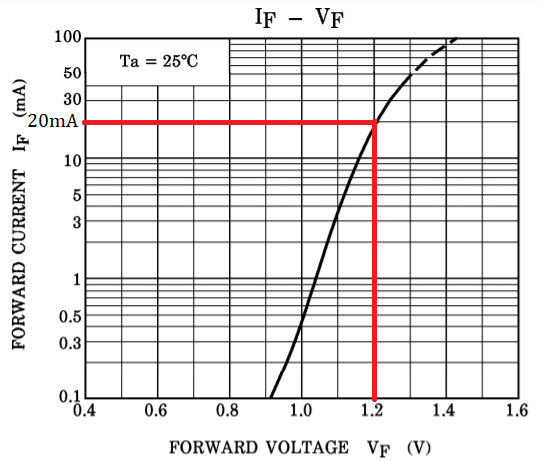 IF – VF
Ta = 25°C
FORWARD CURRENT IF (mA)
100
50
30
20mA
10
5
3
1
0.5
0.3
0.1
0.4 0.6 0.8 1.0 1.2 1.4 1.6
FORWARD VOLTAGE VF (V)